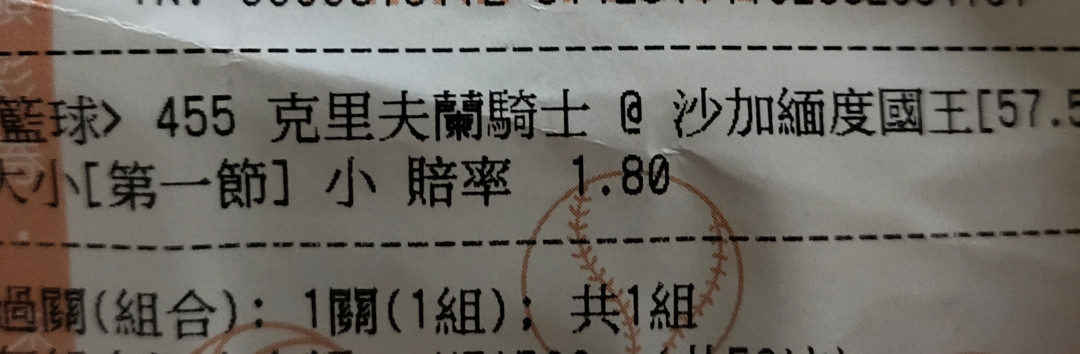 籃球> 455 克里夫蘭騎士 @ 沙加緬度國王[57.5
大小[第一節] 小 賠率 1.80
過關(組合): 1關(1組); 共1組